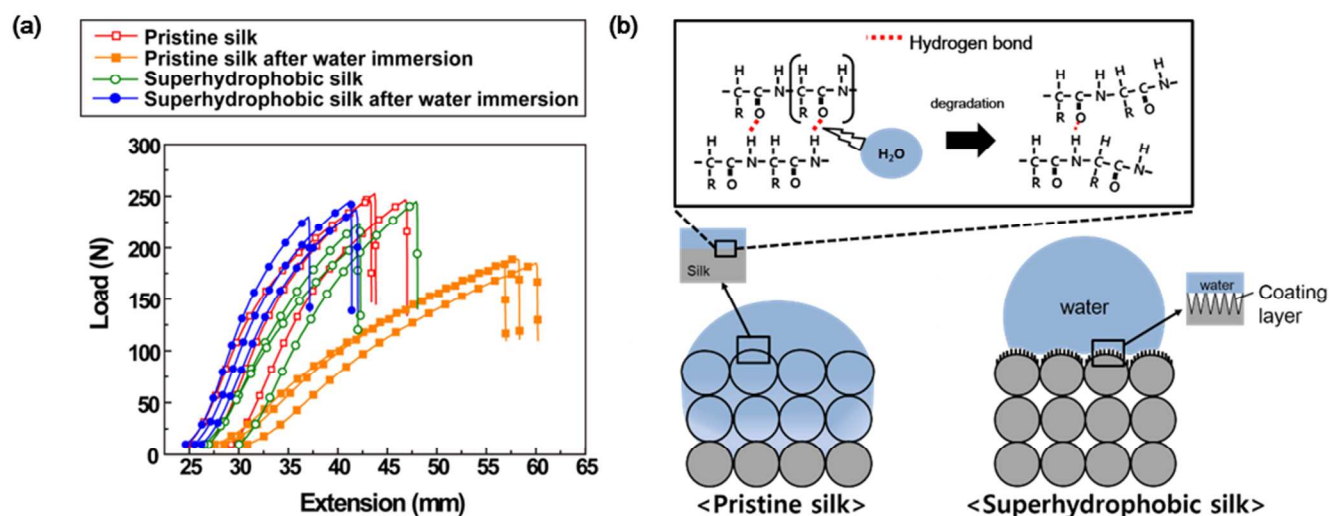 (a)
Pristine silk
Pristine silk after water immersion
Superhydrophobic silk
Superhydrophobic silk after water immersion
300
250
200
150
100
50
0
Load (N)
25 30 35 40 45 50 55 60 65
Extension (mm)
(b)
Hydrogen bond
H H H
C C N C C N
R O R O
H H H H
C C N C C N
R O R O
H₂O
degradation
H H H
C C N C C N
R O R O
H H H H
C C N C C N
R O R O
Silk
water
water
Coating
layer
<Pristine silk>
<Superhydrophobic silk>